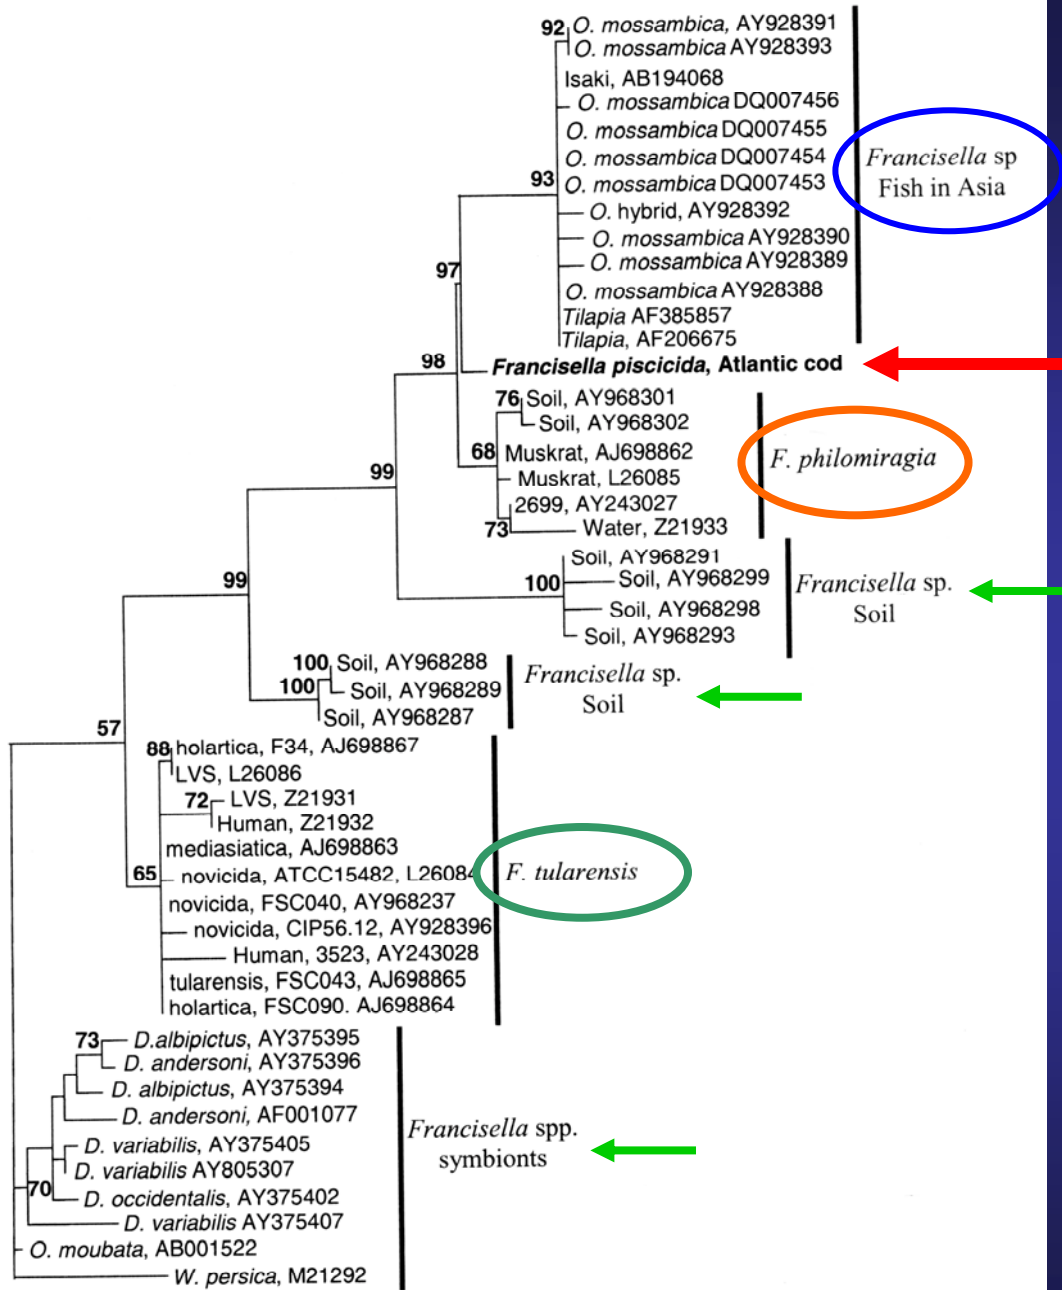 92 O. mossambica, AY928391
O. mossambica AY928393
Isaki, AB194068
O. mossambica DQ007456
O. mossambica DQ007455
O. mossambica DQ007454
93 O. mossambica DQ007453
O. hybrid, AY928392
O. mossambica AY928390
O. mossambica AY928389
O. mossambica AY928388
Tilapia AF385857
Tilapia, AF206675
Francisella sp
Fish in Asia
97
98
Francisella piscicida, Atlantic cod
76 Soil, AY968301
Soil, AY968302
68 Muskrat, AJ698862
Muskrat, L26085
2699, AY243027
73 Water, Z21933
F. philomiragia
99
Soil, AY968291
100 Soil, AY968299
Soil, AY968298
Soil, AY968293
Francisella sp.
Soil
99
100 Soil, AY968288
100 Soil, AY968289
Soil, AY968287
Francisella sp.
Soil
57
88 holartica, F34, AJ698867
LVS, L26086
72 LVS, Z21931
Human, Z21932
mediasiatica, AJ698863
65 novicida, ATCC15482, L26084
novicida, FSC040, AY968237
novicida, CIP56.12, AY928396
Human, 3523, AY243028
tularensis, FSC043, AJ698865
holartica, FSC090. AJ698864
F. tularensis
73 D.albipictus, AY375395
D. andersoni, AY375396
D. albipictus, AY375394
D. andersoni, AF001077
D. variabilis, AY375405
D. variabilis AY805307
70 D. occidentalis, AY375402
D. variabilis AY375407
O. moubata, AB001522
W. persica, M21292
Francisella spp.
symbionts